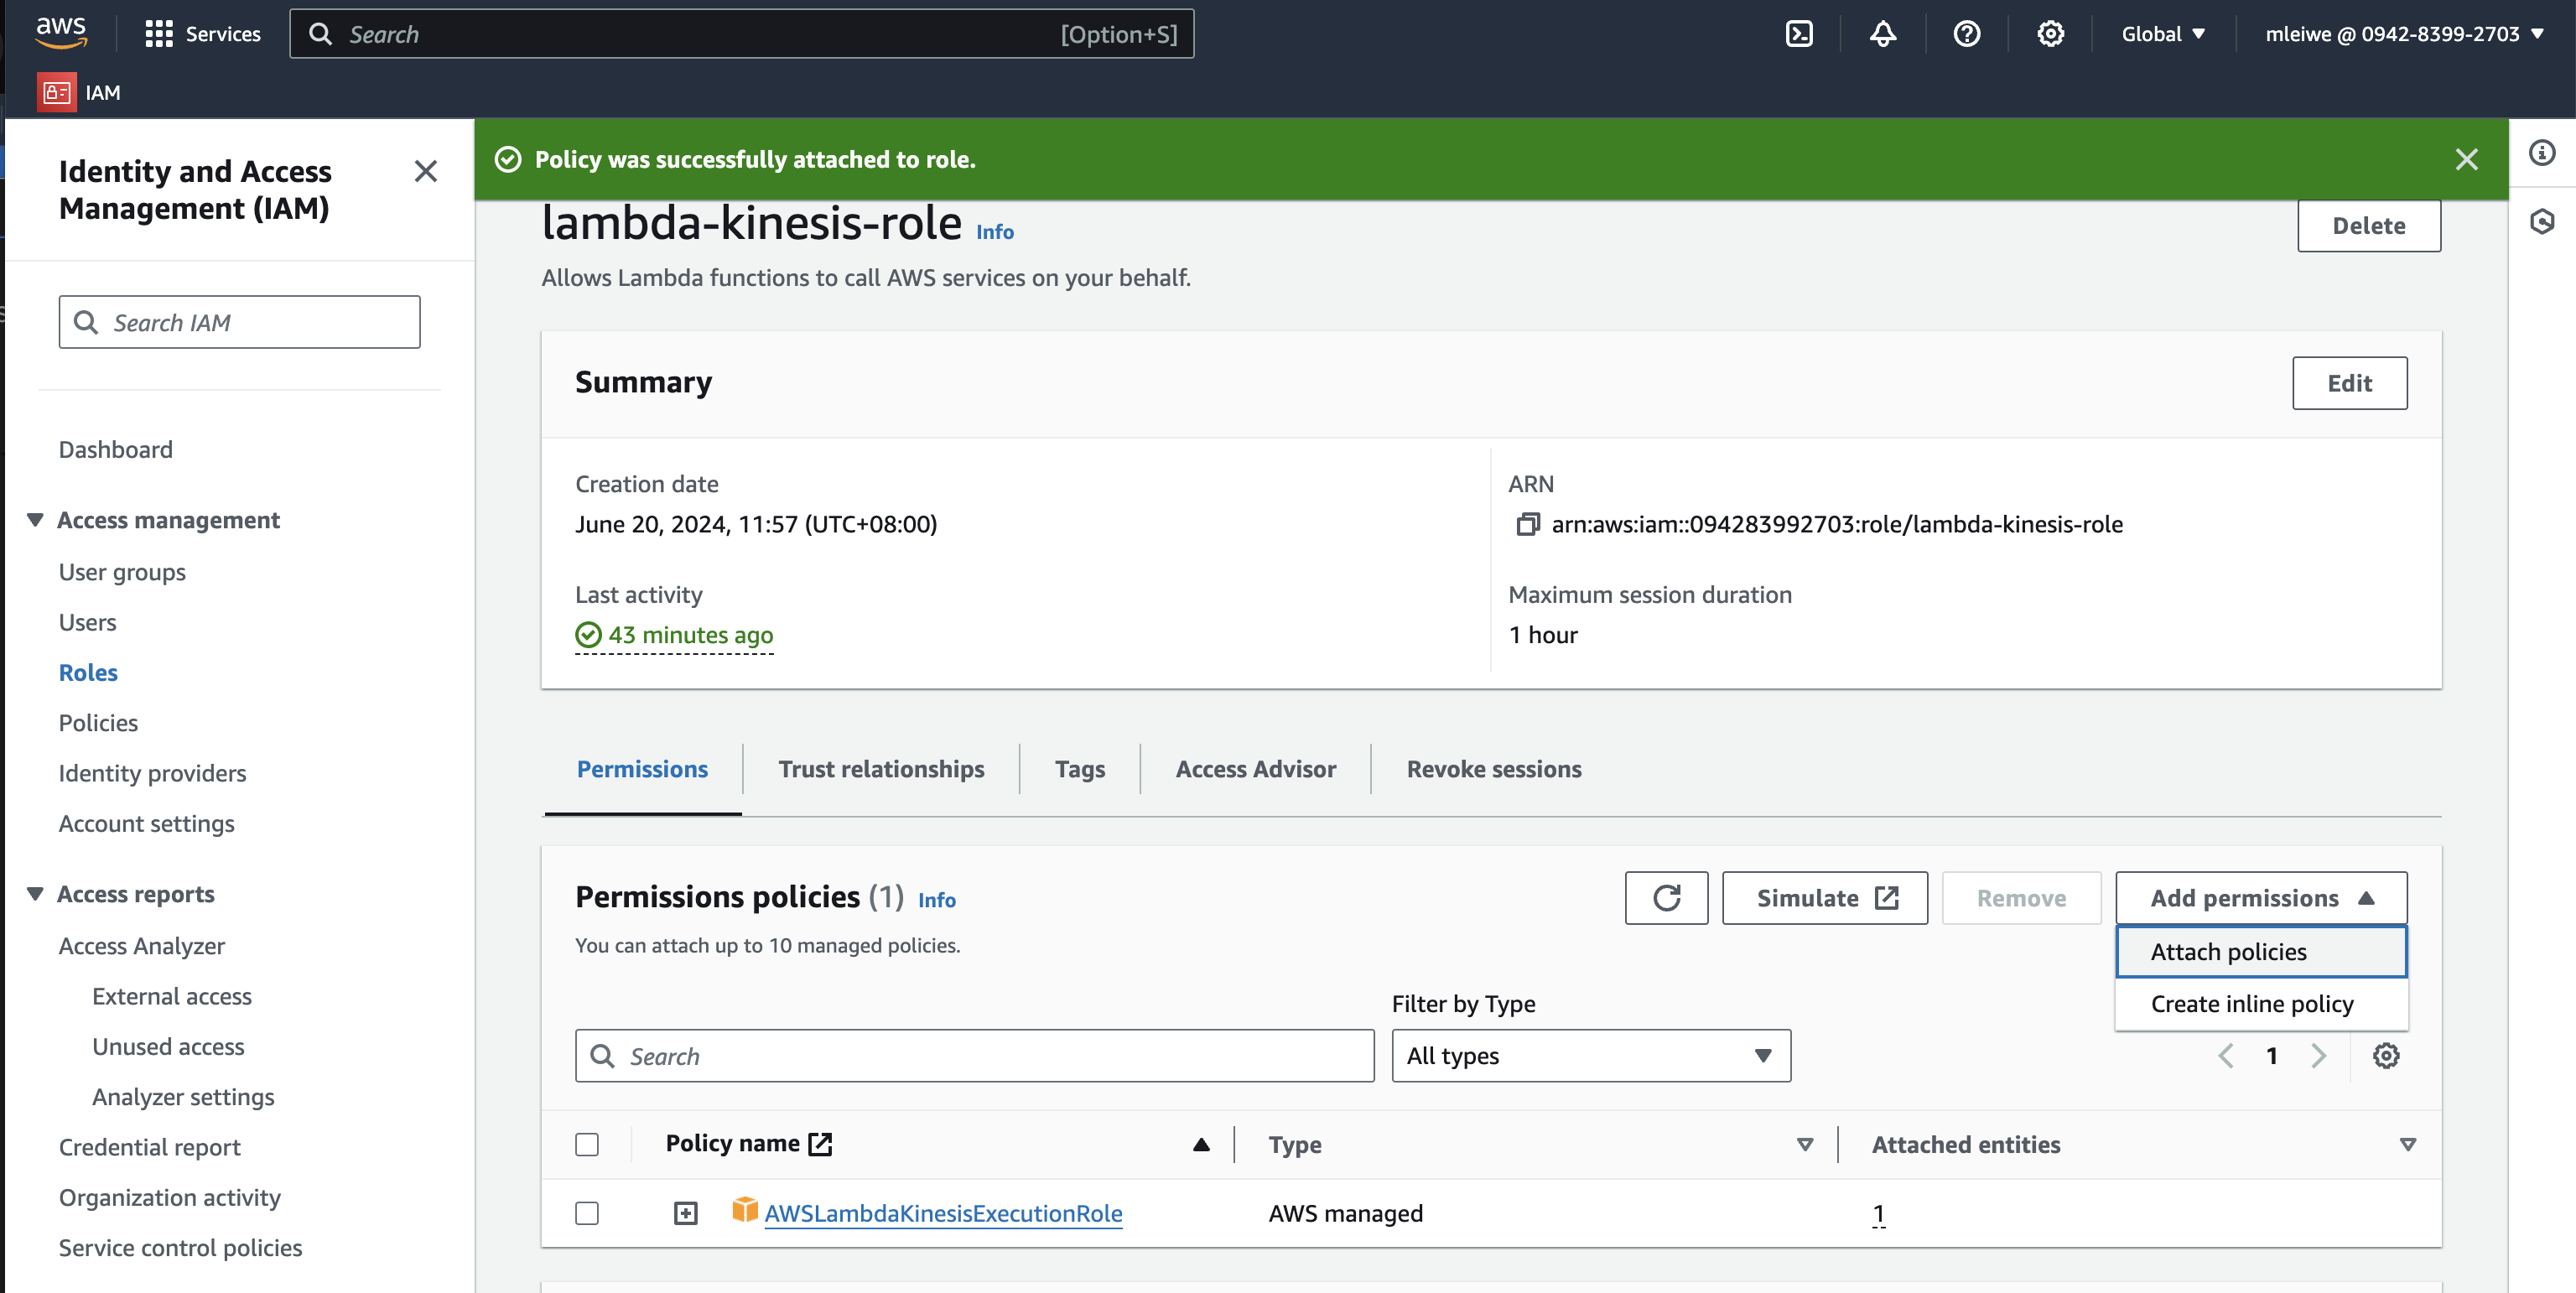 aws
Services
Search
[Option+S]
Global
mleiwe @ 0942-8399-2703
IAM
Identity and Access
Management (IAM)
Search IAM
Dashboard
Access management
User groups
Users
Roles
Policies
Identity providers
Account settings
Access reports
Access Analyzer
External access
Unused access
Analyzer settings
Credential report
Organization activity
Service control policies
Policy was successfully attached to role.
lambda-kinesis-role Info
Delete
Allows Lambda functions to call AWS services on your behalf.
Summary
Edit
Creation date
June 20, 2024, 11:57 (UTC+08:00)
ARN
arn:aws:iam::094283992703:role/lambda-kinesis-role
Last activity
43 minutes ago
Maximum session duration
1 hour
Permissions
Trust relationships
Tags
Access Advisor
Revoke sessions
Permissions policies (1) Info
You can attach up to 10 managed policies.
Simulate
Remove
Add permissions
Attach policies
Create inline policy
Filter by Type
Search
All types
1
Policy name
Type
Attached entities
AWSLambdaKinesisExecutionRole
AWS managed
1